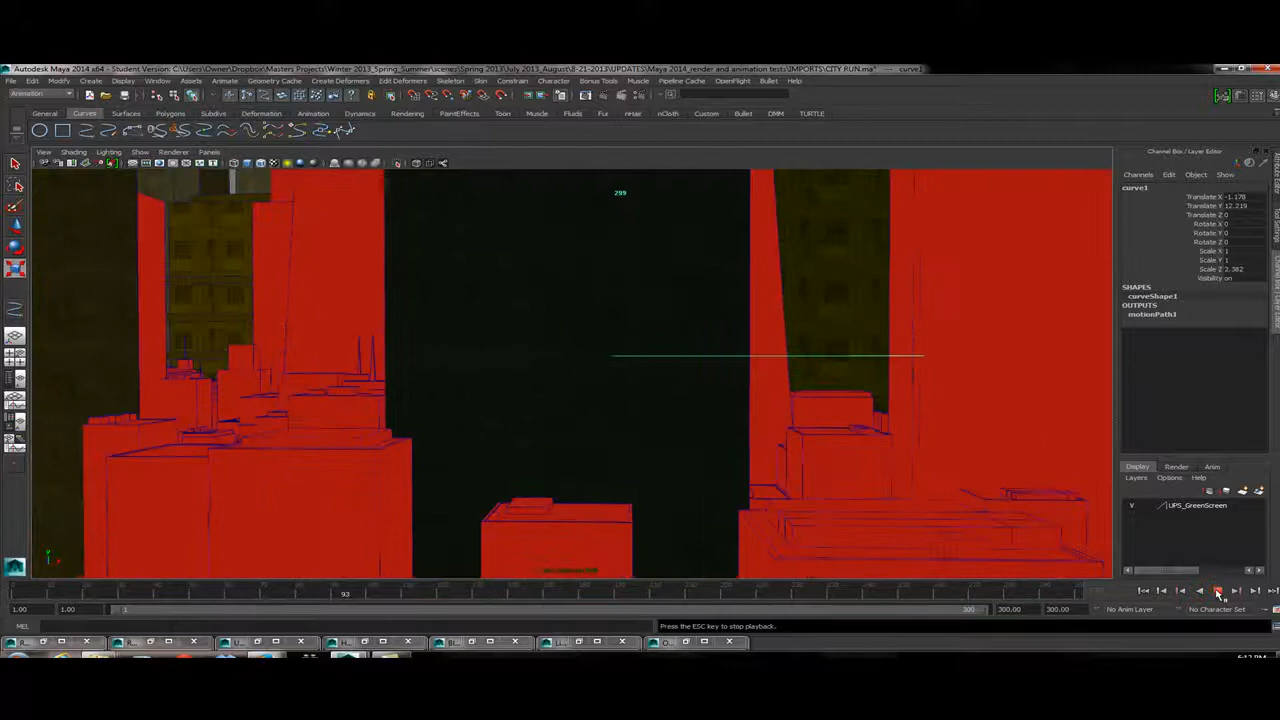 Autodesk Maya 2014 x64 - Student Version: C:\Users\Owner\Dropbox\Masters Projects\Winter 2013_Spring_Summer\scenes\Spring 2013\July 2013_August\8-21-2013\UPDATES\Maya 2014_render and animation tests\IMPORTS\CITY RUN.ma* --- curve1
File Edit Modify Create Display Window Assets Animate Geometry Cache Create Deformers Edit Deformers Skeleton Skin Constrain Character Bonus Tools Muscle Pipeline Cache OpenFlight Bullet Help
Animation
General Curves Surfaces Polygons Subdivs Deformation Animation Dynamics Rendering PaintEffects Toon Muscle Fluids Fur nHair nCloth Custom Bullet DMM TURTLE
View Shading Lighting Show Renderer Panels
Channel Box / Layer Editor
Channels Edit Object Show
curve1
Translate X -1.178
Translate Y 12.219
Translate Z 0
Rotate X 0
Rotate Y 0
Rotate Z 0
Scale X 1
Scale Y 1
Scale Z 2.382
Visibility on
SHAPES
curveShape1
OUTPUTS
motionPath1
299
Display Render Anim
Layers Options Help
V UPS_GreenScreen
93
1.00 1.00 1 300 300.00 300.00 No Anim Layer No Character Set
MEL Press the ESC key to stop playback.
6:12 PM